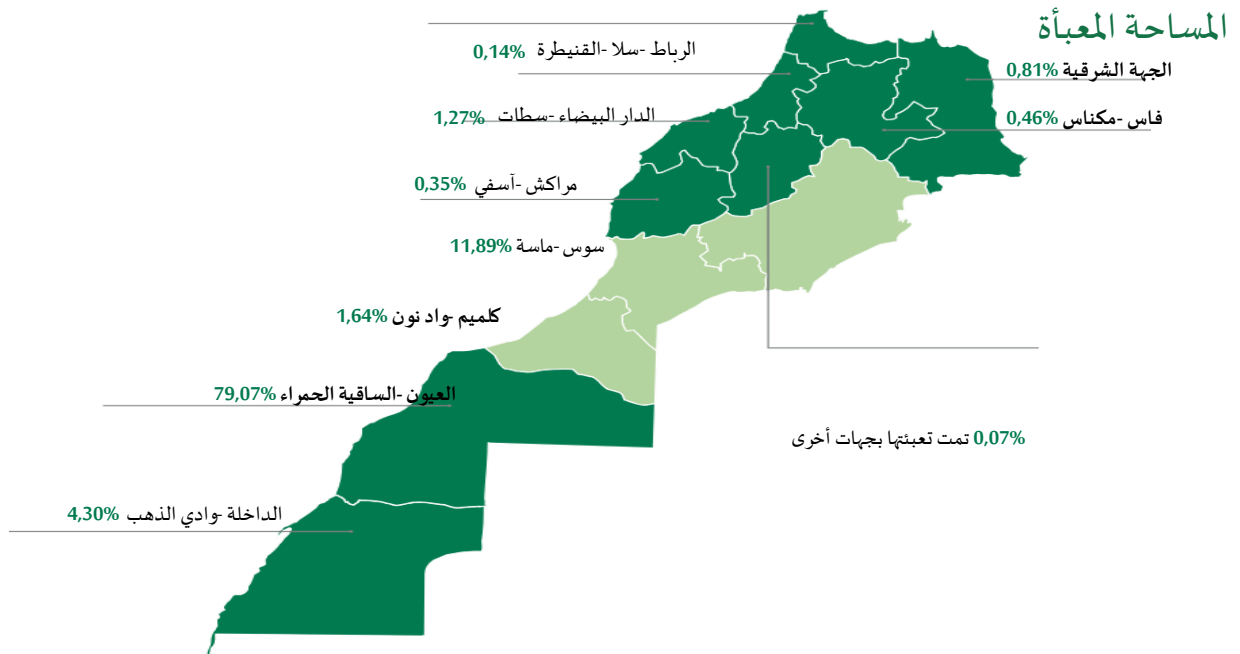 المساحة المعبأة
الرباط -سلا -القنيطرة 0,14%
الجهة الشرقية 0,81%
الدار البيضاء -سطات 1,27%
فاس -مكناس 0,46%
مراكش -آسفي 0,35%
سوس -ماسة 11,89%
كلميم -واد نون 1,64%
العيون -الساقية الحمراء 79,07%
0,07% تمت تعبئتها بجهات أخرى
الداخلة -وادي الذهب 4,30%